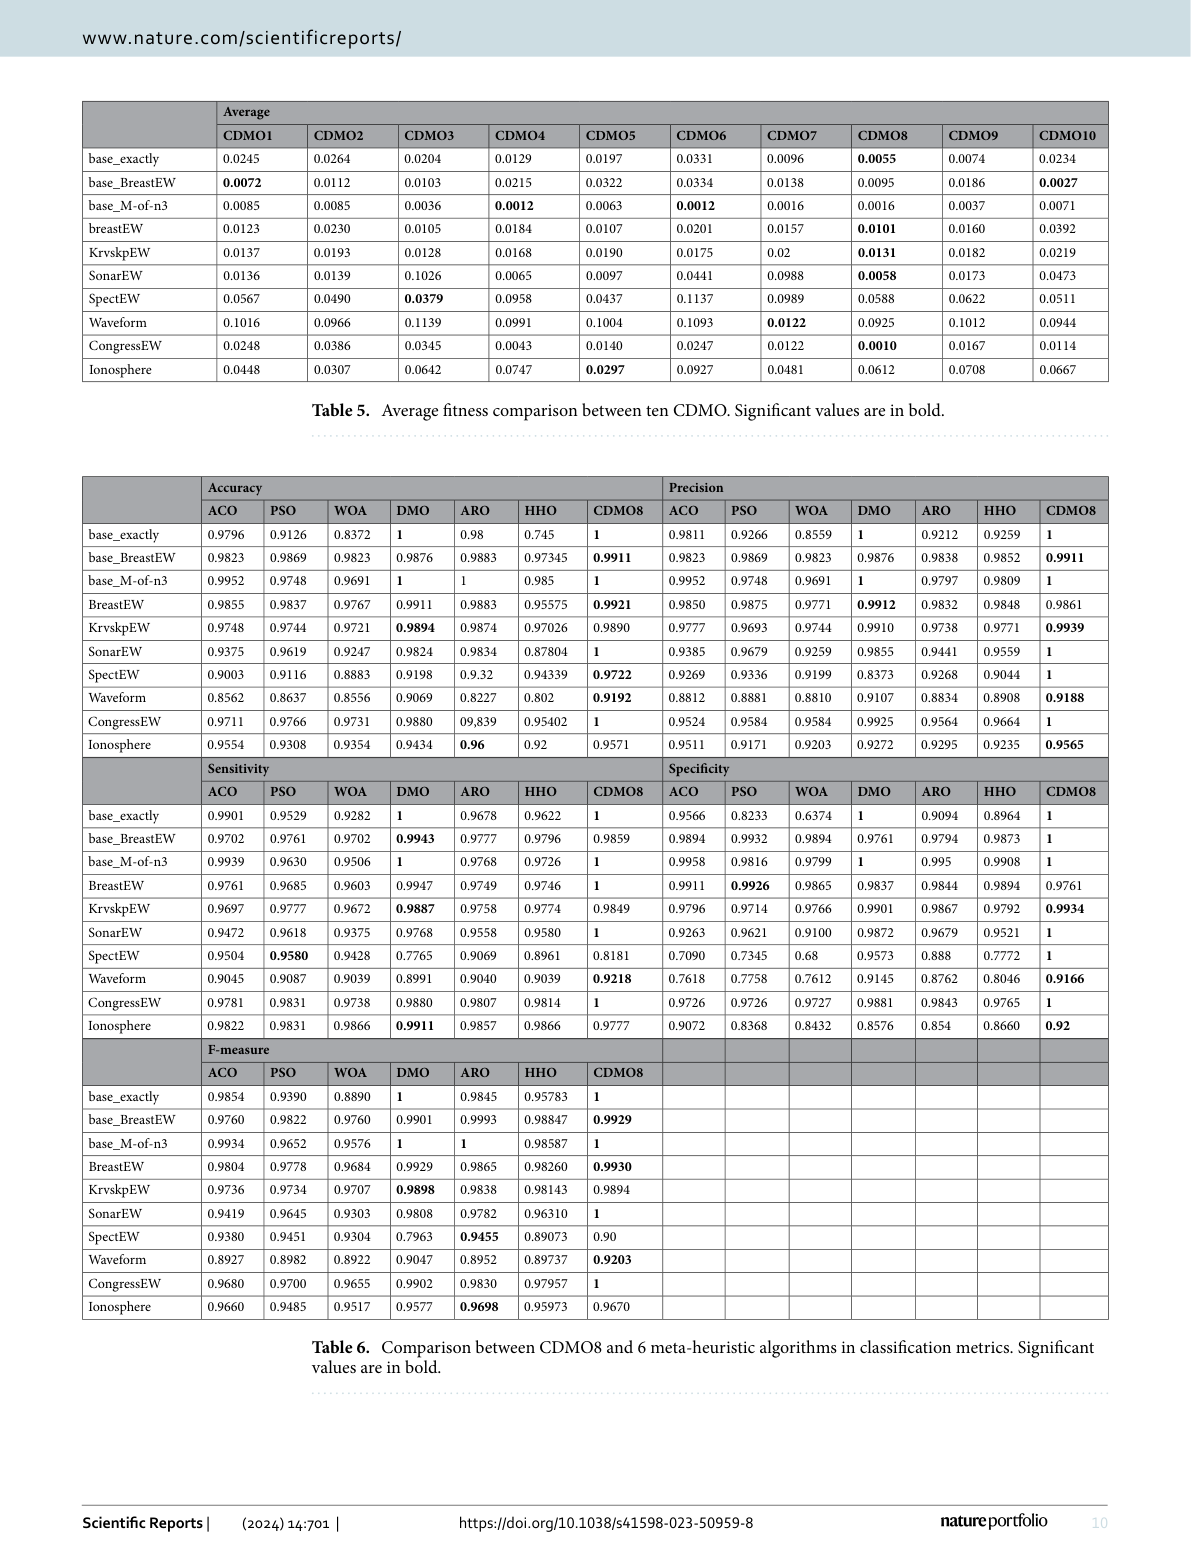 www.nature.com/scientificreports/
Average
CDMO1 CDMO2 CDMO3 CDMO4 CDMO5 CDMO6 CDMO7 CDMO8 CDMO9 CDMO10
base_exactly 0.0245 0.0264 0.0204 0.0129 0.0197 0.0331 0.0096 0.0055 0.0074 0.0234
base_BreastEW 0.0072 0.0112 0.0103 0.0215 0.0322 0.0334 0.0138 0.0095 0.0186 0.0027
base_M-of-n3 0.0085 0.0085 0.0036 0.0012 0.0063 0.0012 0.0016 0.0016 0.0037 0.0071
breastEW 0.0123 0.0230 0.0105 0.0184 0.0107 0.0201 0.0157 0.0101 0.0160 0.0392
KrvskpEW 0.0137 0.0193 0.0128 0.0168 0.0190 0.0175 0.02 0.0131 0.0182 0.0219
SonarEW 0.0136 0.0139 0.1026 0.0065 0.0097 0.0441 0.0988 0.0058 0.0173 0.0473
SpectEW 0.0567 0.0490 0.0379 0.0958 0.0437 0.1137 0.0989 0.0588 0.0622 0.0511
Waveform 0.1016 0.0966 0.1139 0.0991 0.1004 0.1093 0.0122 0.0925 0.1012 0.0944
CongressEW 0.0248 0.0386 0.0345 0.0043 0.0140 0.0247 0.0122 0.0010 0.0167 0.0114
Ionosphere 0.0448 0.0307 0.0642 0.0747 0.0297 0.0927 0.0481 0.0612 0.0708 0.0667
Table 5. Average fitness comparison between ten CDMO. Significant values are in bold.
Accuracy Precision
ACO PSO WOA DMO ARO HHO CDMO8 ACO PSO WOA DMO ARO HHO CDMO8
base_exactly 0.9796 0.9126 0.8372 1 0.98 0.745 1 0.9811 0.9266 0.8559 1 0.9212 0.9259 1
base_BreastEW 0.9823 0.9869 0.9823 0.9876 0.9883 0.97345 0.9911 0.9823 0.9869 0.9823 0.9876 0.9838 0.9852 0.9911
base_M-of-n3 0.9952 0.9748 0.9691 1 1 0.985 1 0.9952 0.9748 0.9691 1 0.9797 0.9809 1
BreastEW 0.9855 0.9837 0.9767 0.9911 0.9883 0.95575 0.9921 0.9850 0.9875 0.9771 0.9912 0.9832 0.9848 0.9861
KrvskpEW 0.9748 0.9744 0.9721 0.9894 0.9874 0.97026 0.9890 0.9777 0.9693 0.9744 0.9910 0.9738 0.9771 0.9939
SonarEW 0.9375 0.9619 0.9247 0.9824 0.9834 0.87804 1 0.9385 0.9679 0.9259 0.9855 0.9441 0.9559 1
SpectEW 0.9003 0.9116 0.8883 0.9198 0.9.32 0.94339 0.9722 0.9269 0.9336 0.9199 0.8373 0.9268 0.9044 1
Waveform 0.8562 0.8637 0.8556 0.9069 0.8227 0.802 0.9192 0.8812 0.8881 0.8810 0.9107 0.8834 0.8908 0.9188
CongressEW 0.9711 0.9766 0.9731 0.9880 09,839 0.95402 1 0.9524 0.9584 0.9584 0.9925 0.9564 0.9664 1
Ionosphere 0.9554 0.9308 0.9354 0.9434 0.96 0.92 0.9571 0.9511 0.9171 0.9203 0.9272 0.9295 0.9235 0.9565
Sensitivity Specificity
ACO PSO WOA DMO ARO HHO CDMO8 ACO PSO WOA DMO ARO HHO CDMO8
base_exactly 0.9901 0.9529 0.9282 1 0.9678 0.9622 1 0.9566 0.8233 0.6374 1 0.9094 0.8964 1
base_BreastEW 0.9702 0.9761 0.9702 0.9943 0.9777 0.9796 0.9859 0.9894 0.9932 0.9894 0.9761 0.9794 0.9873 1
base_M-of-n3 0.9939 0.9630 0.9506 1 0.9768 0.9726 1 0.9958 0.9816 0.9799 1 0.995 0.9908 1
BreastEW 0.9761 0.9685 0.9603 0.9947 0.9749 0.9746 1 0.9911 0.9926 0.9865 0.9837 0.9844 0.9894 0.9761
KrvskpEW 0.9697 0.9777 0.9672 0.9887 0.9758 0.9774 0.9849 0.9796 0.9714 0.9766 0.9901 0.9867 0.9792 0.9934
SonarEW 0.9472 0.9618 0.9375 0.9768 0.9558 0.9580 1 0.9263 0.9621 0.9100 0.9872 0.9679 0.9521 1
SpectEW 0.9504 0.9580 0.9428 0.7765 0.9069 0.8961 0.8181 0.7090 0.7345 0.68 0.9573 0.888 0.7772 1
Waveform 0.9045 0.9087 0.9039 0.8991 0.9040 0.9039 0.9218 0.7618 0.7758 0.7612 0.9145 0.8762 0.8046 0.9166
CongressEW 0.9781 0.9831 0.9738 0.9880 0.9807 0.9814 1 0.9726 0.9726 0.9727 0.9881 0.9843 0.9765 1
Ionosphere 0.9822 0.9831 0.9866 0.9911 0.9857 0.9866 0.9777 0.9072 0.8368 0.8432 0.8576 0.854 0.8660 0.92
F-measure
ACO PSO WOA DMO ARO HHO CDMO8
base_exactly 0.9854 0.9390 0.8890 1 0.9845 0.95783 1
base_BreastEW 0.9760 0.9822 0.9760 0.9901 0.9993 0.98847 0.9929
base_M-of-n3 0.9934 0.9652 0.9576 1 1 0.98587 1
BreastEW 0.9804 0.9778 0.9684 0.9929 0.9865 0.98260 0.9930
KrvskpEW 0.9736 0.9734 0.9707 0.9898 0.9838 0.98143 0.9894
SonarEW 0.9419 0.9645 0.9303 0.9808 0.9782 0.96310 1
SpectEW 0.9380 0.9451 0.9304 0.7963 0.9455 0.89073 0.90
Waveform 0.8927 0.8982 0.8922 0.9047 0.8952 0.89737 0.9203
CongressEW 0.9680 0.9700 0.9655 0.9902 0.9830 0.97957 1
Ionosphere 0.9660 0.9485 0.9517 0.9577 0.9698 0.95973 0.9670
Table 6. Comparison between CDMO8 and 6 meta-heuristic algorithms in classification metrics. Significant
values are in bold.
Scientific Reports | (2024) 14:701 | https://doi.org/10.1038/s41598-023-50959-8 natureportfolio 10